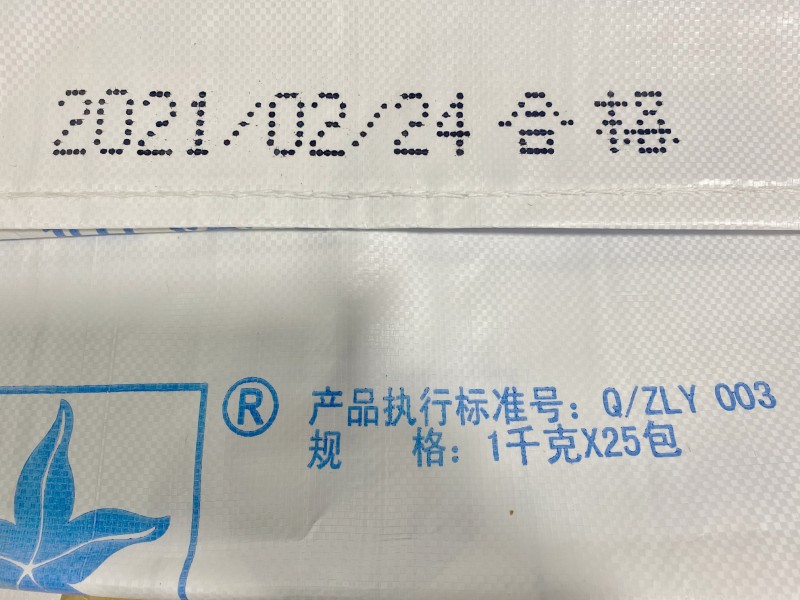 2021/02/24 合格
® 产品执行标准号：Q/ZLY 003
规 格：1千克X25包